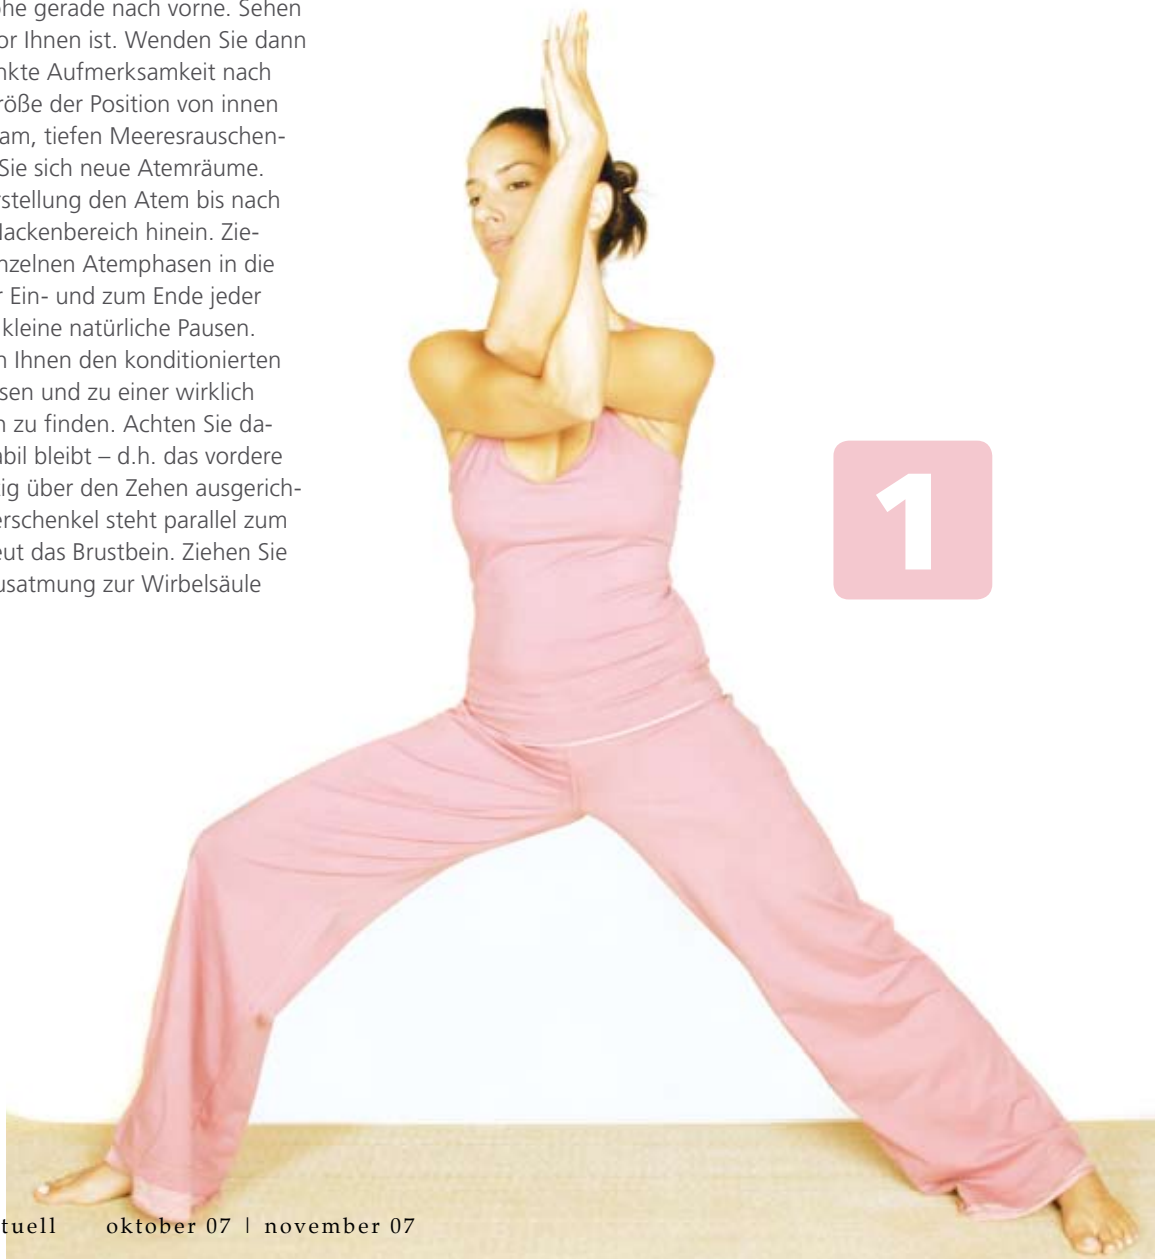 he gerade nach vorne. Sehen
or Ihnen ist. Wenden Sie dann
nkte Aufmerksamkeit nach
röße der Position von innen
am, tiefen Meeresrauschen-
Sie sich neue Atemräume.
rstellung den Atem bis nach
Nackenbereich hinein. Zie-
nzelnen Atemphasen in die
r Ein- und zum Ende jeder
kleine natürliche Pausen.
n Ihnen den konditionierten
sen und zu einer wirklich
n zu finden. Achten Sie da-
abil bleibt – d.h. das vordere
tig über den Zehen ausgerich-
erschenkel steht parallel zum
eut das Brustbein. Ziehen Sie
usatmung zur Wirbelsäule
1
tuell oktober 07 | november 07